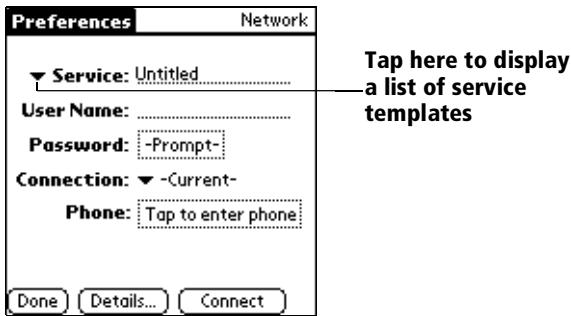 Preferences Network
Service: Untitled
User Name:
Password: -Prompt-
Connection: -Current-
Phone: Tap to enter phone
Done Details... Connect
Tap here to display
a list of service
templates